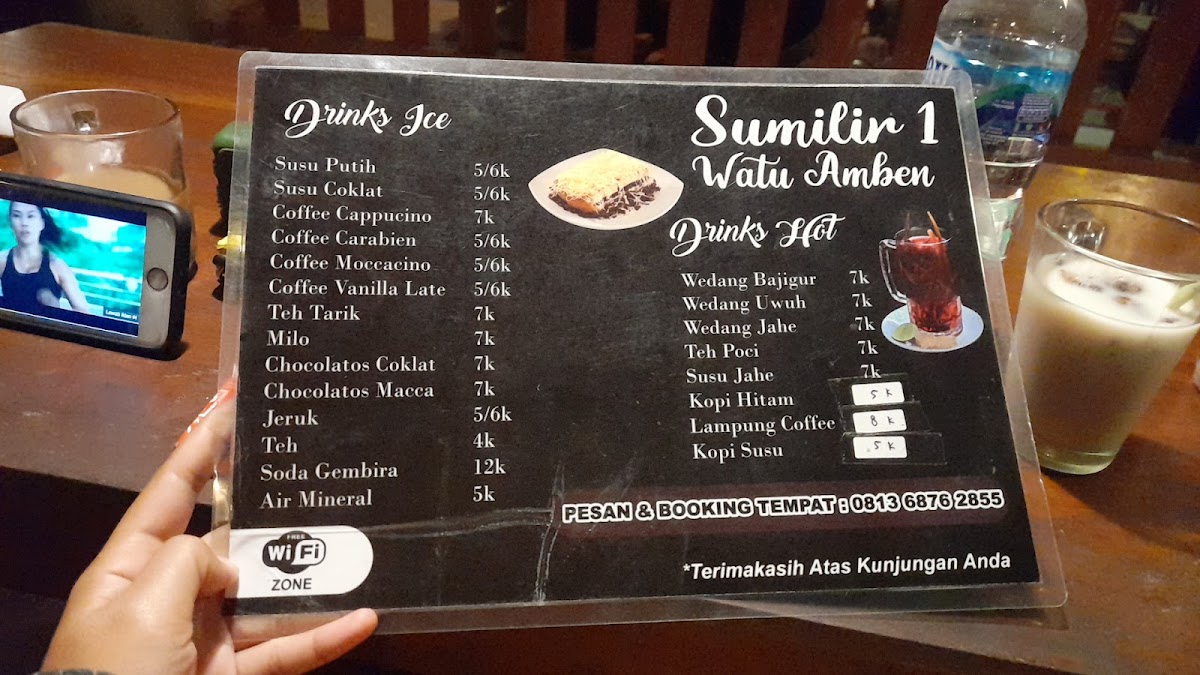 Drinks Ice
Susu Putih 5/6k
Susu Coklat 5/6k
Coffee Cappucino 7k
Coffee Carabien 5/6k
Coffee Moccacino 5/6k
Coffee Vanilla Late 5/6k
Teh Tarik 7k
Milo 7k
Chocolatos Coklat 7k
Chocolatos Macca 7k
Jeruk 5/6k
Teh 4k
Soda Gembira 12k
Air Mineral 5k
FREE
WiFi
ZONE
Sumilir 1
Watu Amben
Drinks Hot
Wedang Bajigur 7k
Wedang Uwuh 7k
Wedang Jahe 7k
Teh Poci 7k
Susu Jahe 7k
Kopi Hitam 5 K
Lampung Coffee 8 K
Kopi Susu 5 K
PESAN & BOOKING TEMPAT : 0813 6876 2855
*Terimakasih Atas Kunjungan Anda